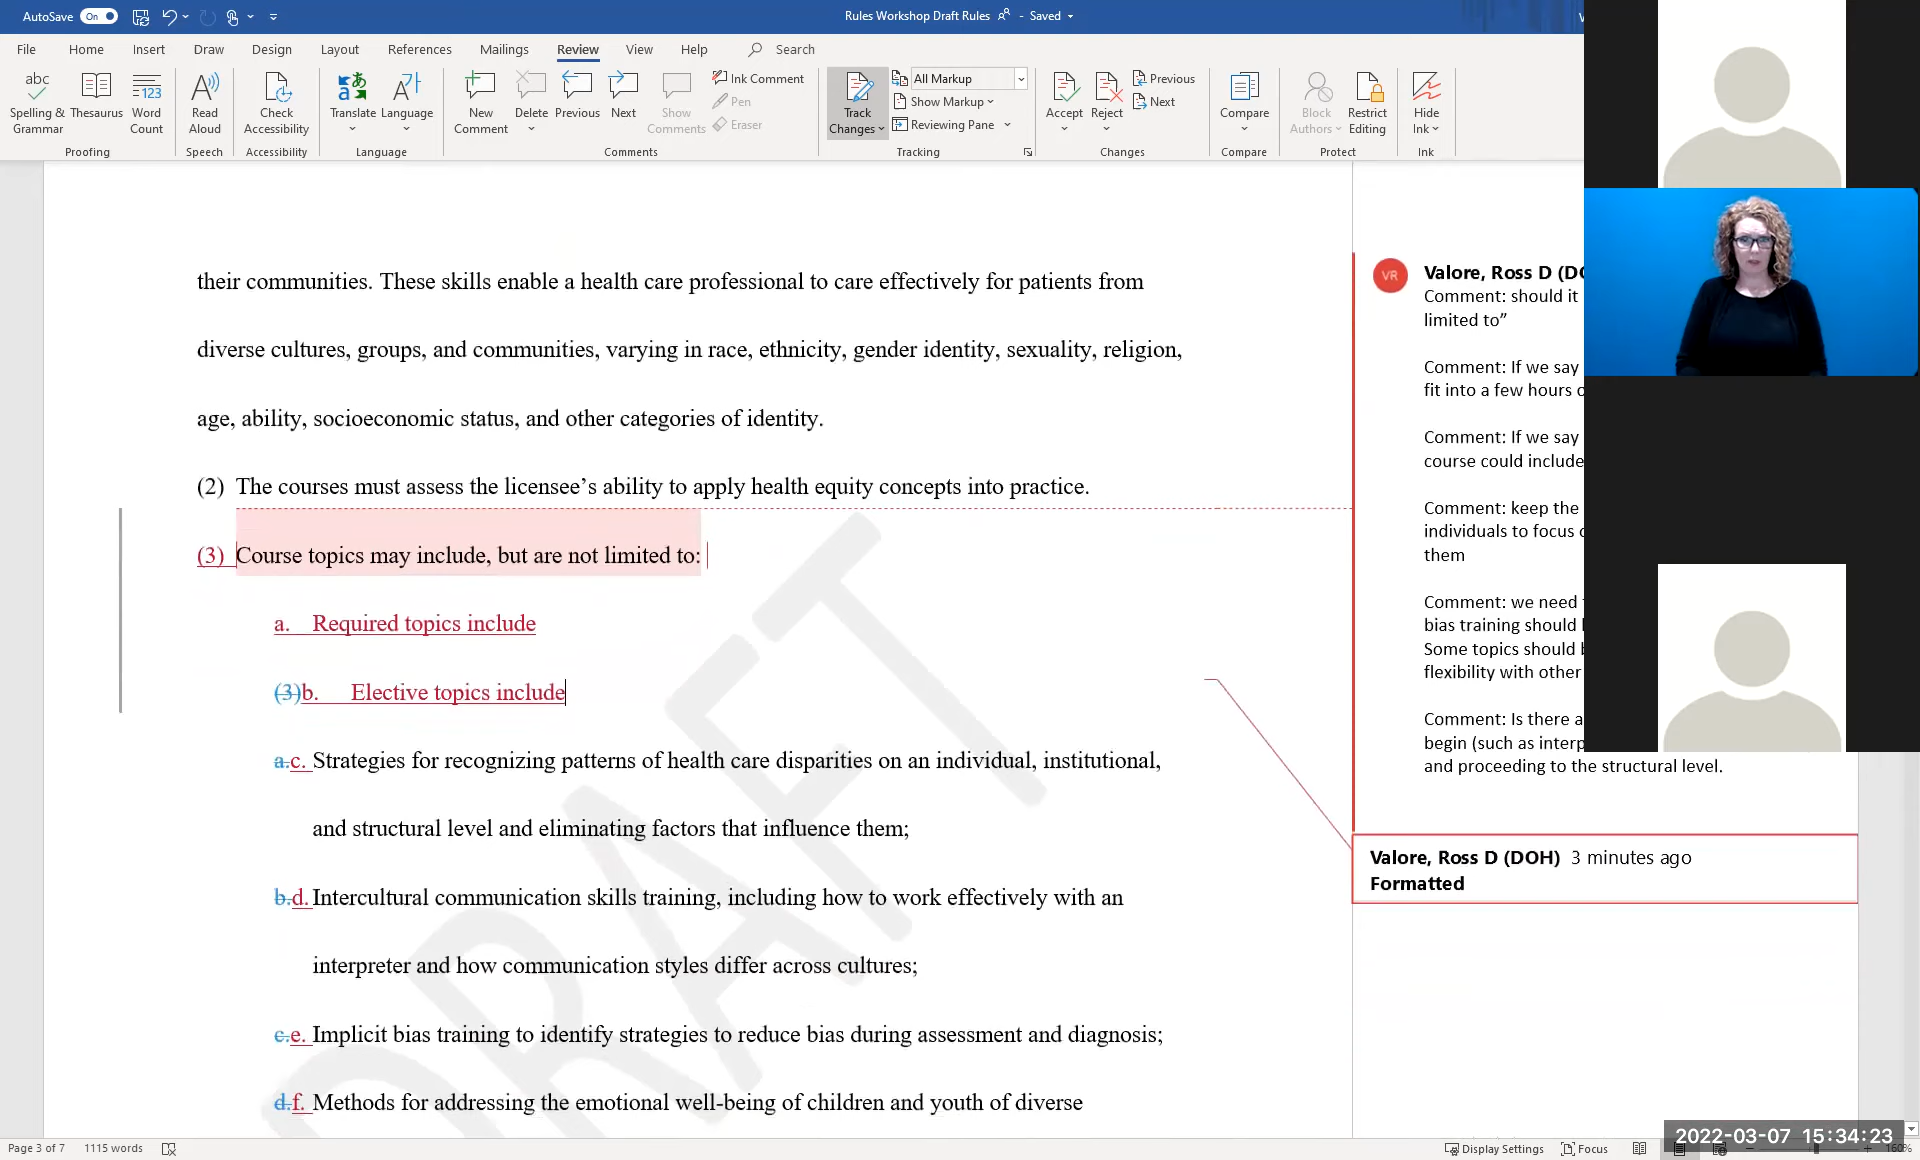 AutoSave On
Rules Workshop Draft Rules - Saved
File Home Insert Draw Design Layout References Mailings Review View Help Search
abc
Spelling & Grammar
Thesaurus
123
Word Count
Proofing
Read Aloud
Speech
Check Accessibility
Accessibility
Translate
Language
Language
New Comment
Delete
Previous
Next
Show Comments
Ink Comment
Pen
Eraser
Comments
Track Changes
All Markup
Show Markup
Reviewing Pane
Tracking
Accept
Reject
Previous
Next
Changes
Compare
Compare
Block Authors
Restrict Editing
Protect
Hide Ink
Ink
their communities. These skills enable a health care professional to care effectively for patients from
diverse cultures, groups, and communities, varying in race, ethnicity, gender identity, sexuality, religion,
age, ability, socioeconomic status, and other categories of identity.
(2) The courses must assess the licensee’s ability to apply health equity concepts into practice.
(3) Course topics may include, but are not limited to:
a. Required topics include
(3)b. Elective topics include
a.c. Strategies for recognizing patterns of health care disparities on an individual, institutional,
and structural level and eliminating factors that influence them;
b.d. Intercultural communication skills training, including how to work effectively with an
interpreter and how communication styles differ across cultures;
c.e. Implicit bias training to identify strategies to reduce bias during assessment and diagnosis;
d.f. Methods for addressing the emotional well-being of children and youth of diverse
DRAFT
VR
Valore, Ross D (DO
Comment: should it
limited to”
Comment: If we say
fit into a few hours
Comment: If we say
course could include
Comment: keep the
individuals to focus
them
Comment: we need
bias training should
Some topics should
flexibility with other
Comment: Is there a
begin (such as interp
and proceeding to the structural level.
Valore, Ross D (DOH) 3 minutes ago
Formatted
Page 3 of 7 1115 words
Display Settings Focus
160%
2022-03-07 15:34:23